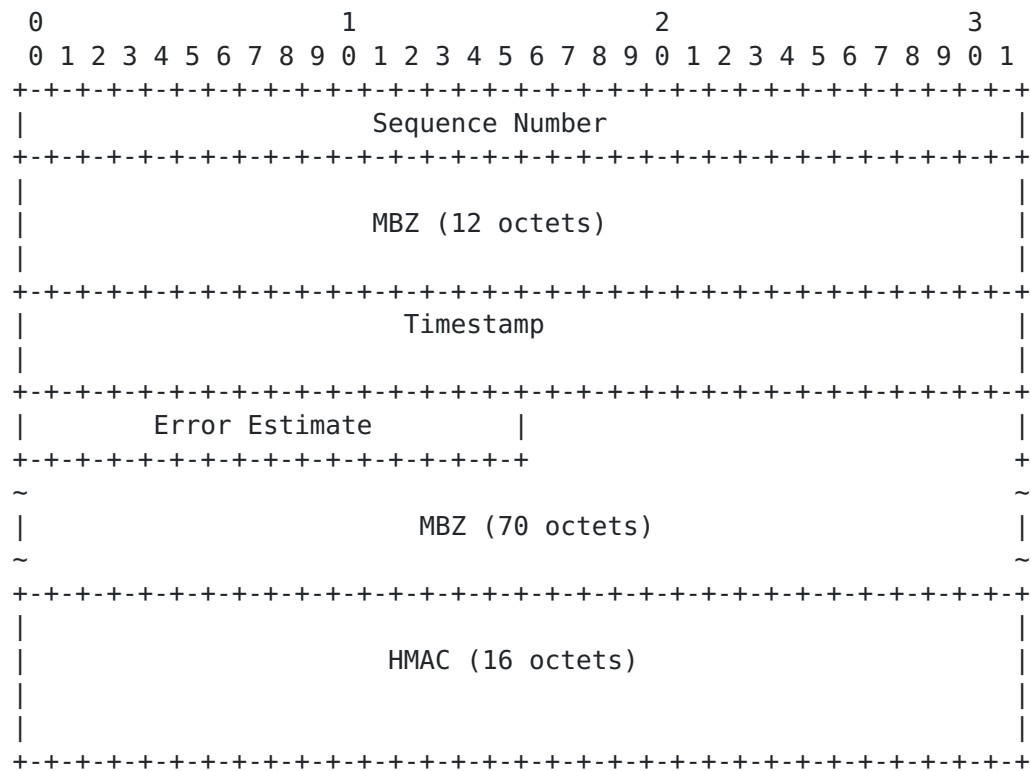 0                   1                   2                   3
0 1 2 3 4 5 6 7 8 9 0 1 2 3 4 5 6 7 8 9 0 1 2 3 4 5 6 7 8 9 0 1
Sequence Number
MBZ (12 octets)
Timestamp
Error Estimate
MBZ (70 octets)
HMAC (16 octets)